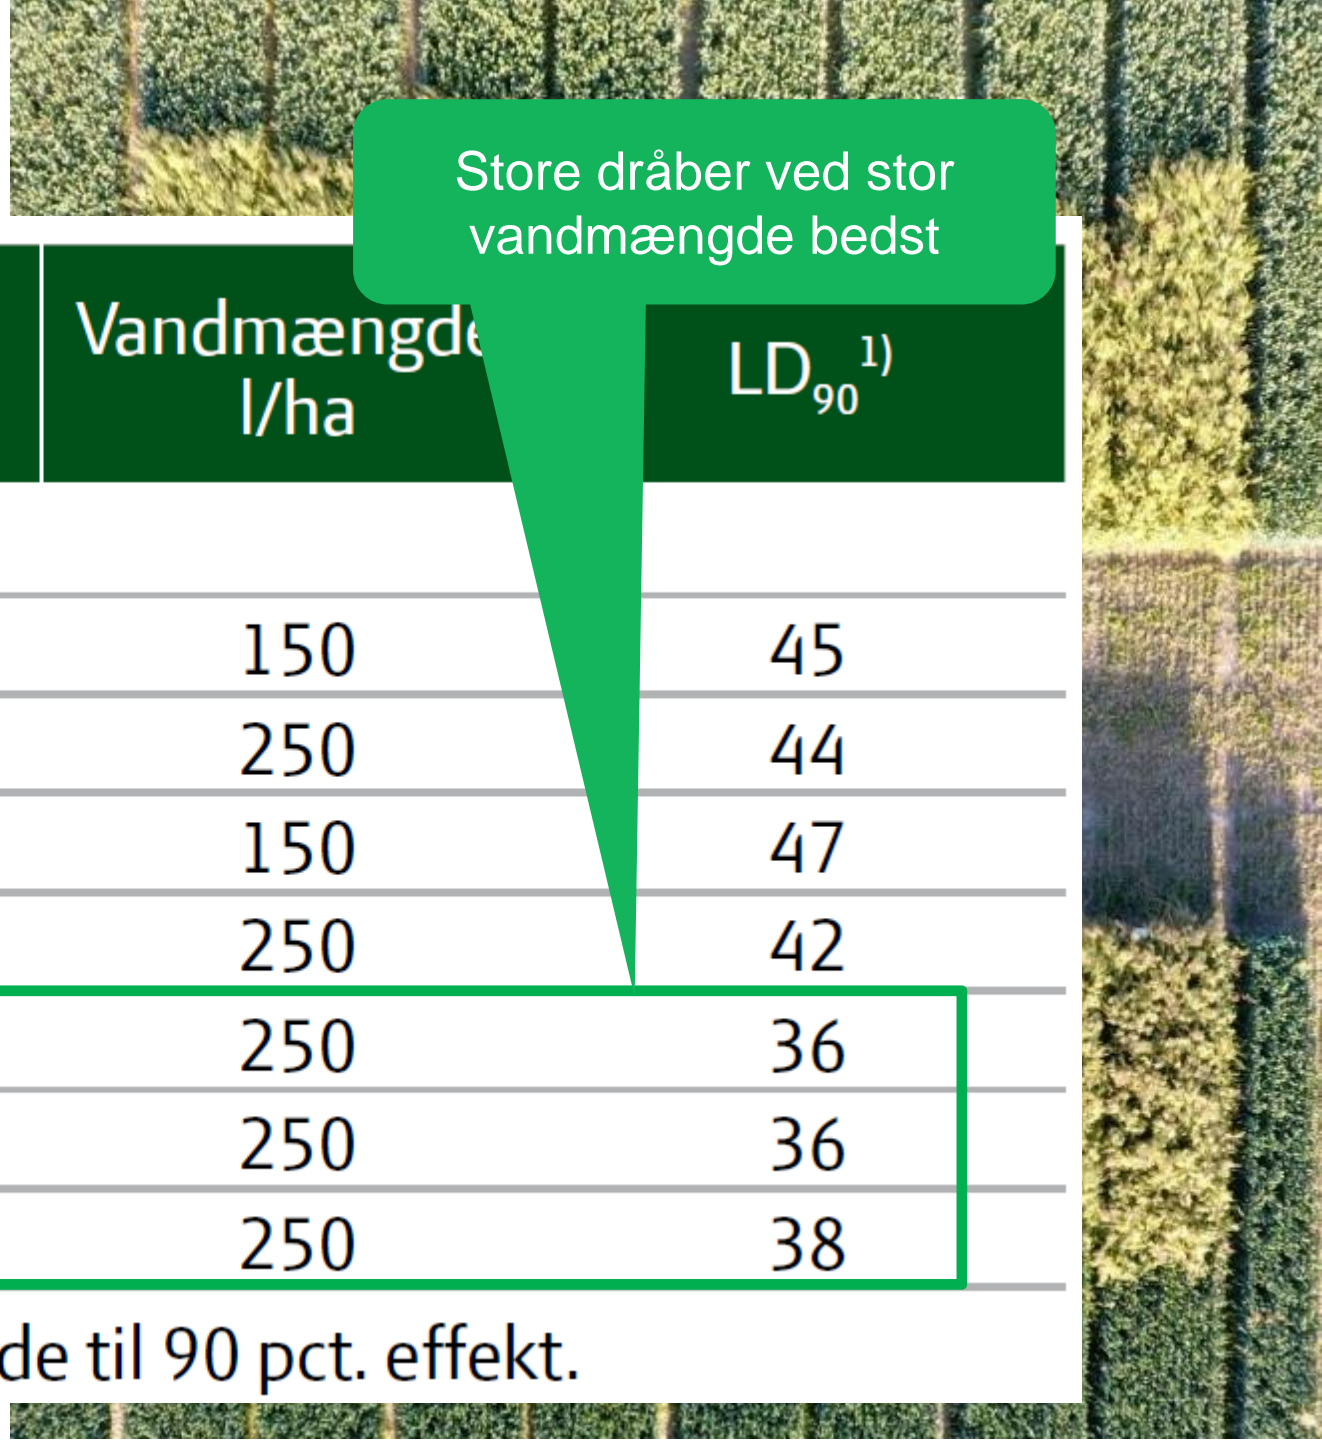 Store dråber ved stor
vandmængde bedst
Vandmængde
l/ha
LD90 1)
150 45
250 44
150 47
250 42
250 36
250 36
250 38
de til 90 pct. effekt.